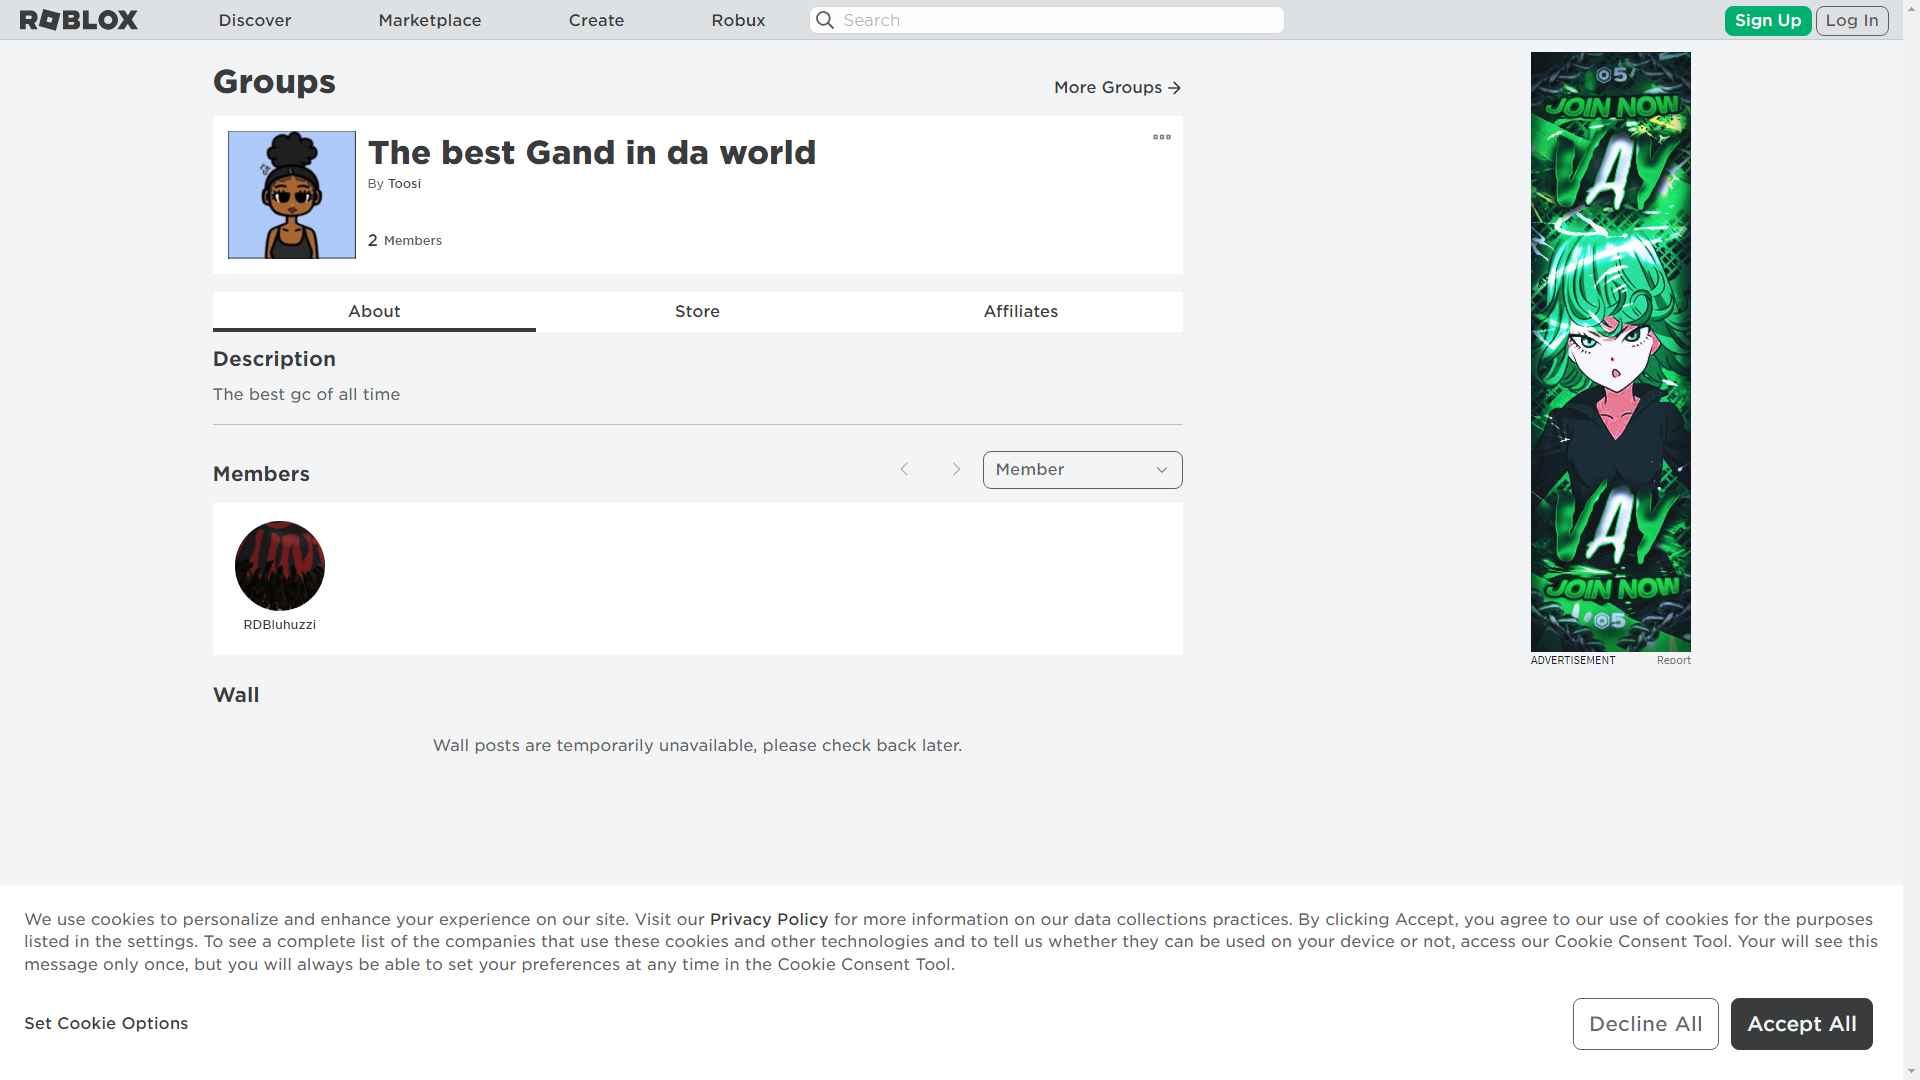 ROBLOX
Discover
Marketplace
Create
Robux
Search
Sign Up
Log In
Groups
More Groups
The best Gand in da world
By Toosi
2 Members
About
Store
Affiliates
Description
The best gc of all time
Members
Member
RDBluhuzzi
Wall
Wall posts are temporarily unavailable, please check back later.
5
JOIN NOW
VAY
VAY
JOIN NOW
5
ADVERTISEMENT
Report
We use cookies to personalize and enhance your experience on our site. Visit our Privacy Policy for more information on our data collections practices. By clicking Accept, you agree to our use of cookies for the purposes
listed in the settings. To see a complete list of the companies that use these cookies and other technologies and to tell us whether they can be used on your device or not, access our Cookie Consent Tool. Your will see this
message only once, but you will always be able to set your preferences at any time in the Cookie Consent Tool.
Set Cookie Options
Decline All
Accept All